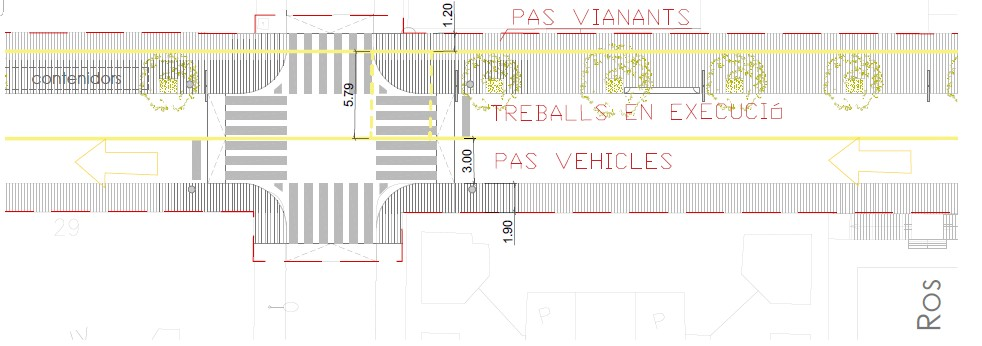 1.20
PAS VIANANTS
contenidors
5.79
TREBALLS EN EXECUCIÓ
3.00
PAS VEHICLES
1.90
29
P
P
Ros